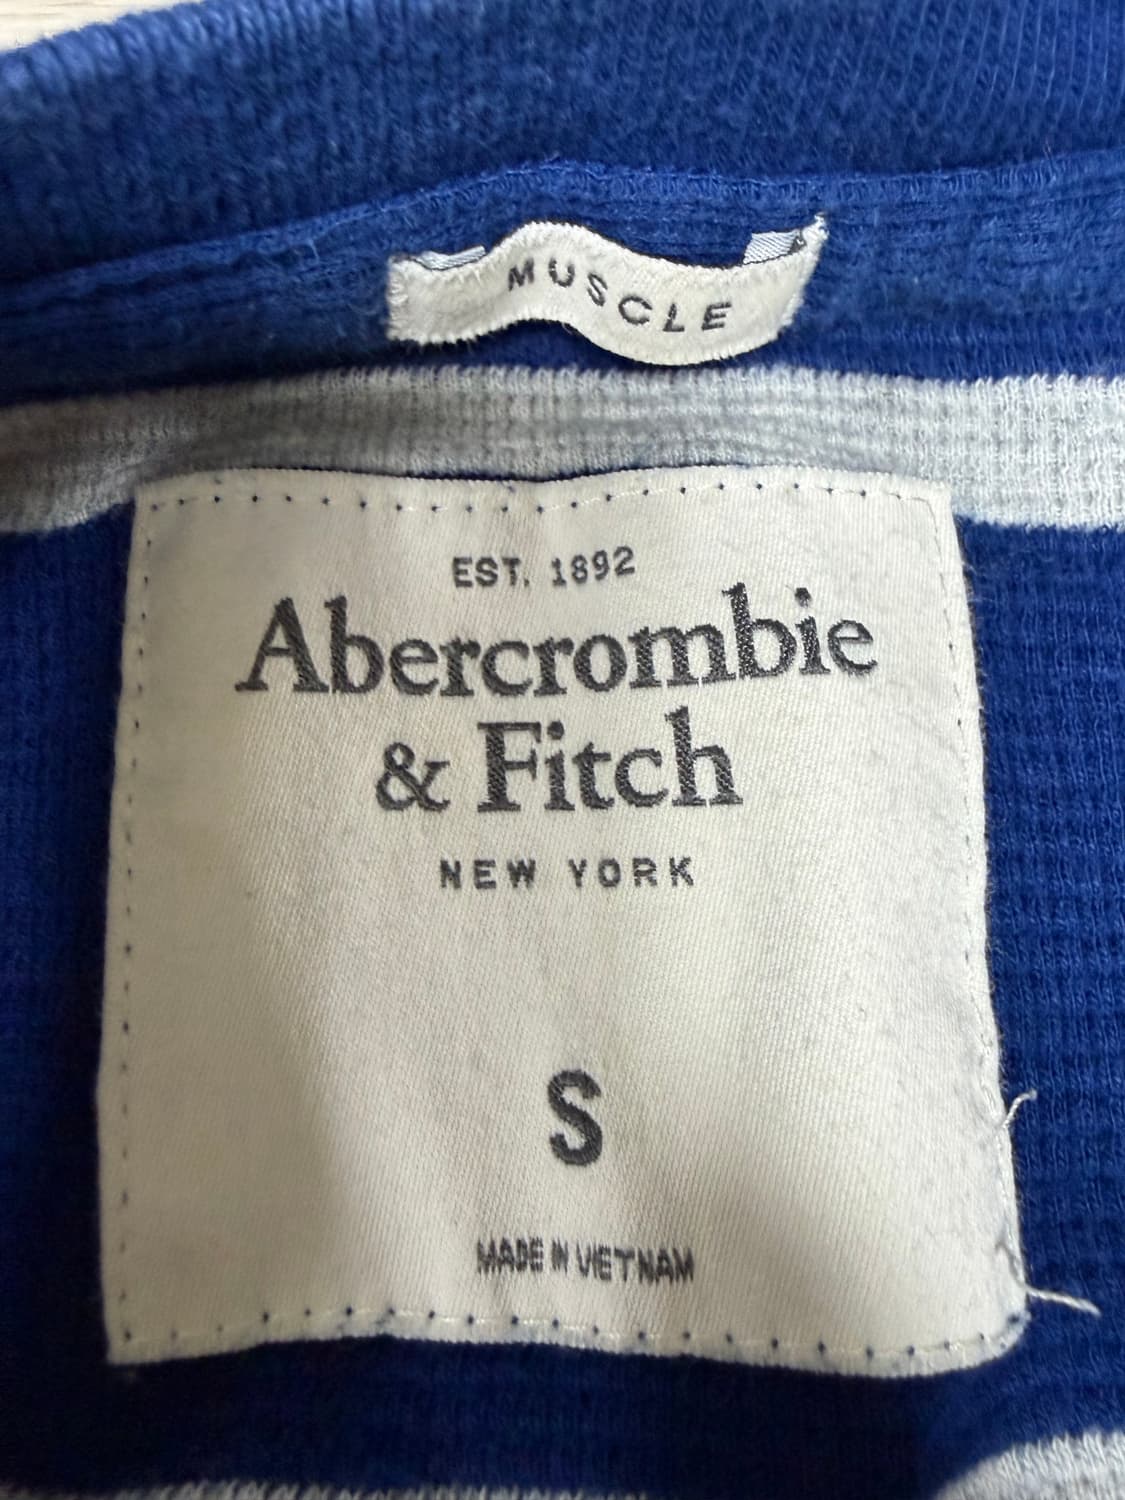 MUSCLE
EST. 1892
Abercrombie
& Fitch
NEW YORK
S
MADE IN VIETNAM